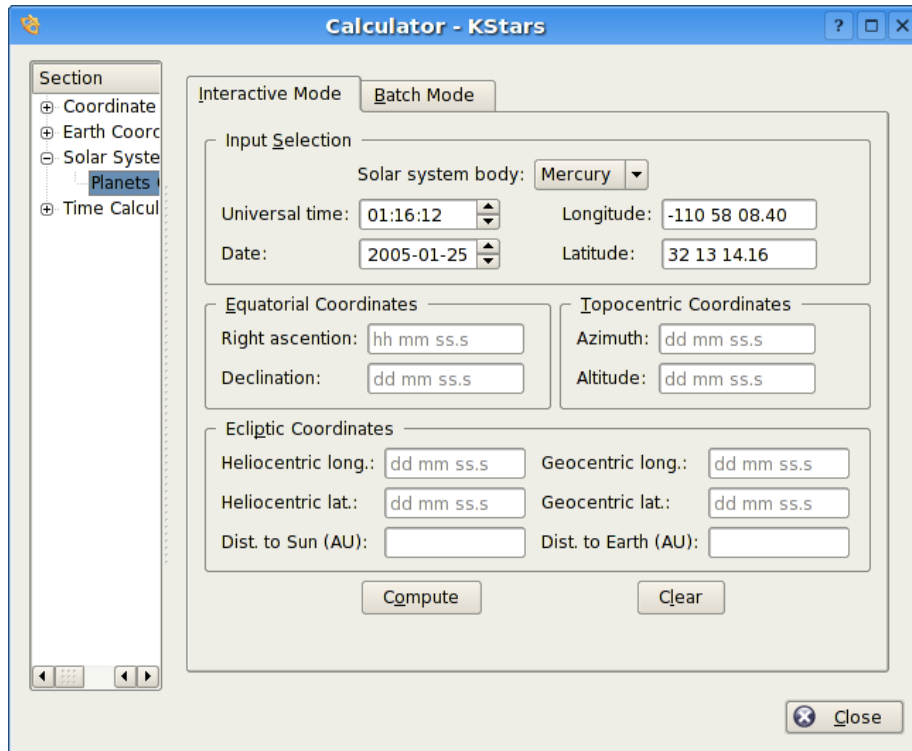 Calculator - KStars
Section
Coordinate
Earth Coorc
Solar Syste
Planets
Time Calcul
Interactive Mode
Batch Mode
Input Selection
Solar system body: Mercury
Universal time: 01:16:12 Longitude: -110 58 08.40
Date: 2005-01-25 Latitude: 32 13 14.16
Equatorial Coordinates
Right ascention: hh mm ss.s
Declination: dd mm ss.s
Topocentric Coordinates
Azimuth: dd mm ss.s
Altitude: dd mm ss.s
Ecliptic Coordinates
Heliocentric long.: dd mm ss.s Geocentric long.: dd mm ss.s
Heliocentric lat.: dd mm ss.s Geocentric lat.: dd mm ss.s
Dist. to Sun (AU): Dist. to Earth (AU):
Compute Clear
Close